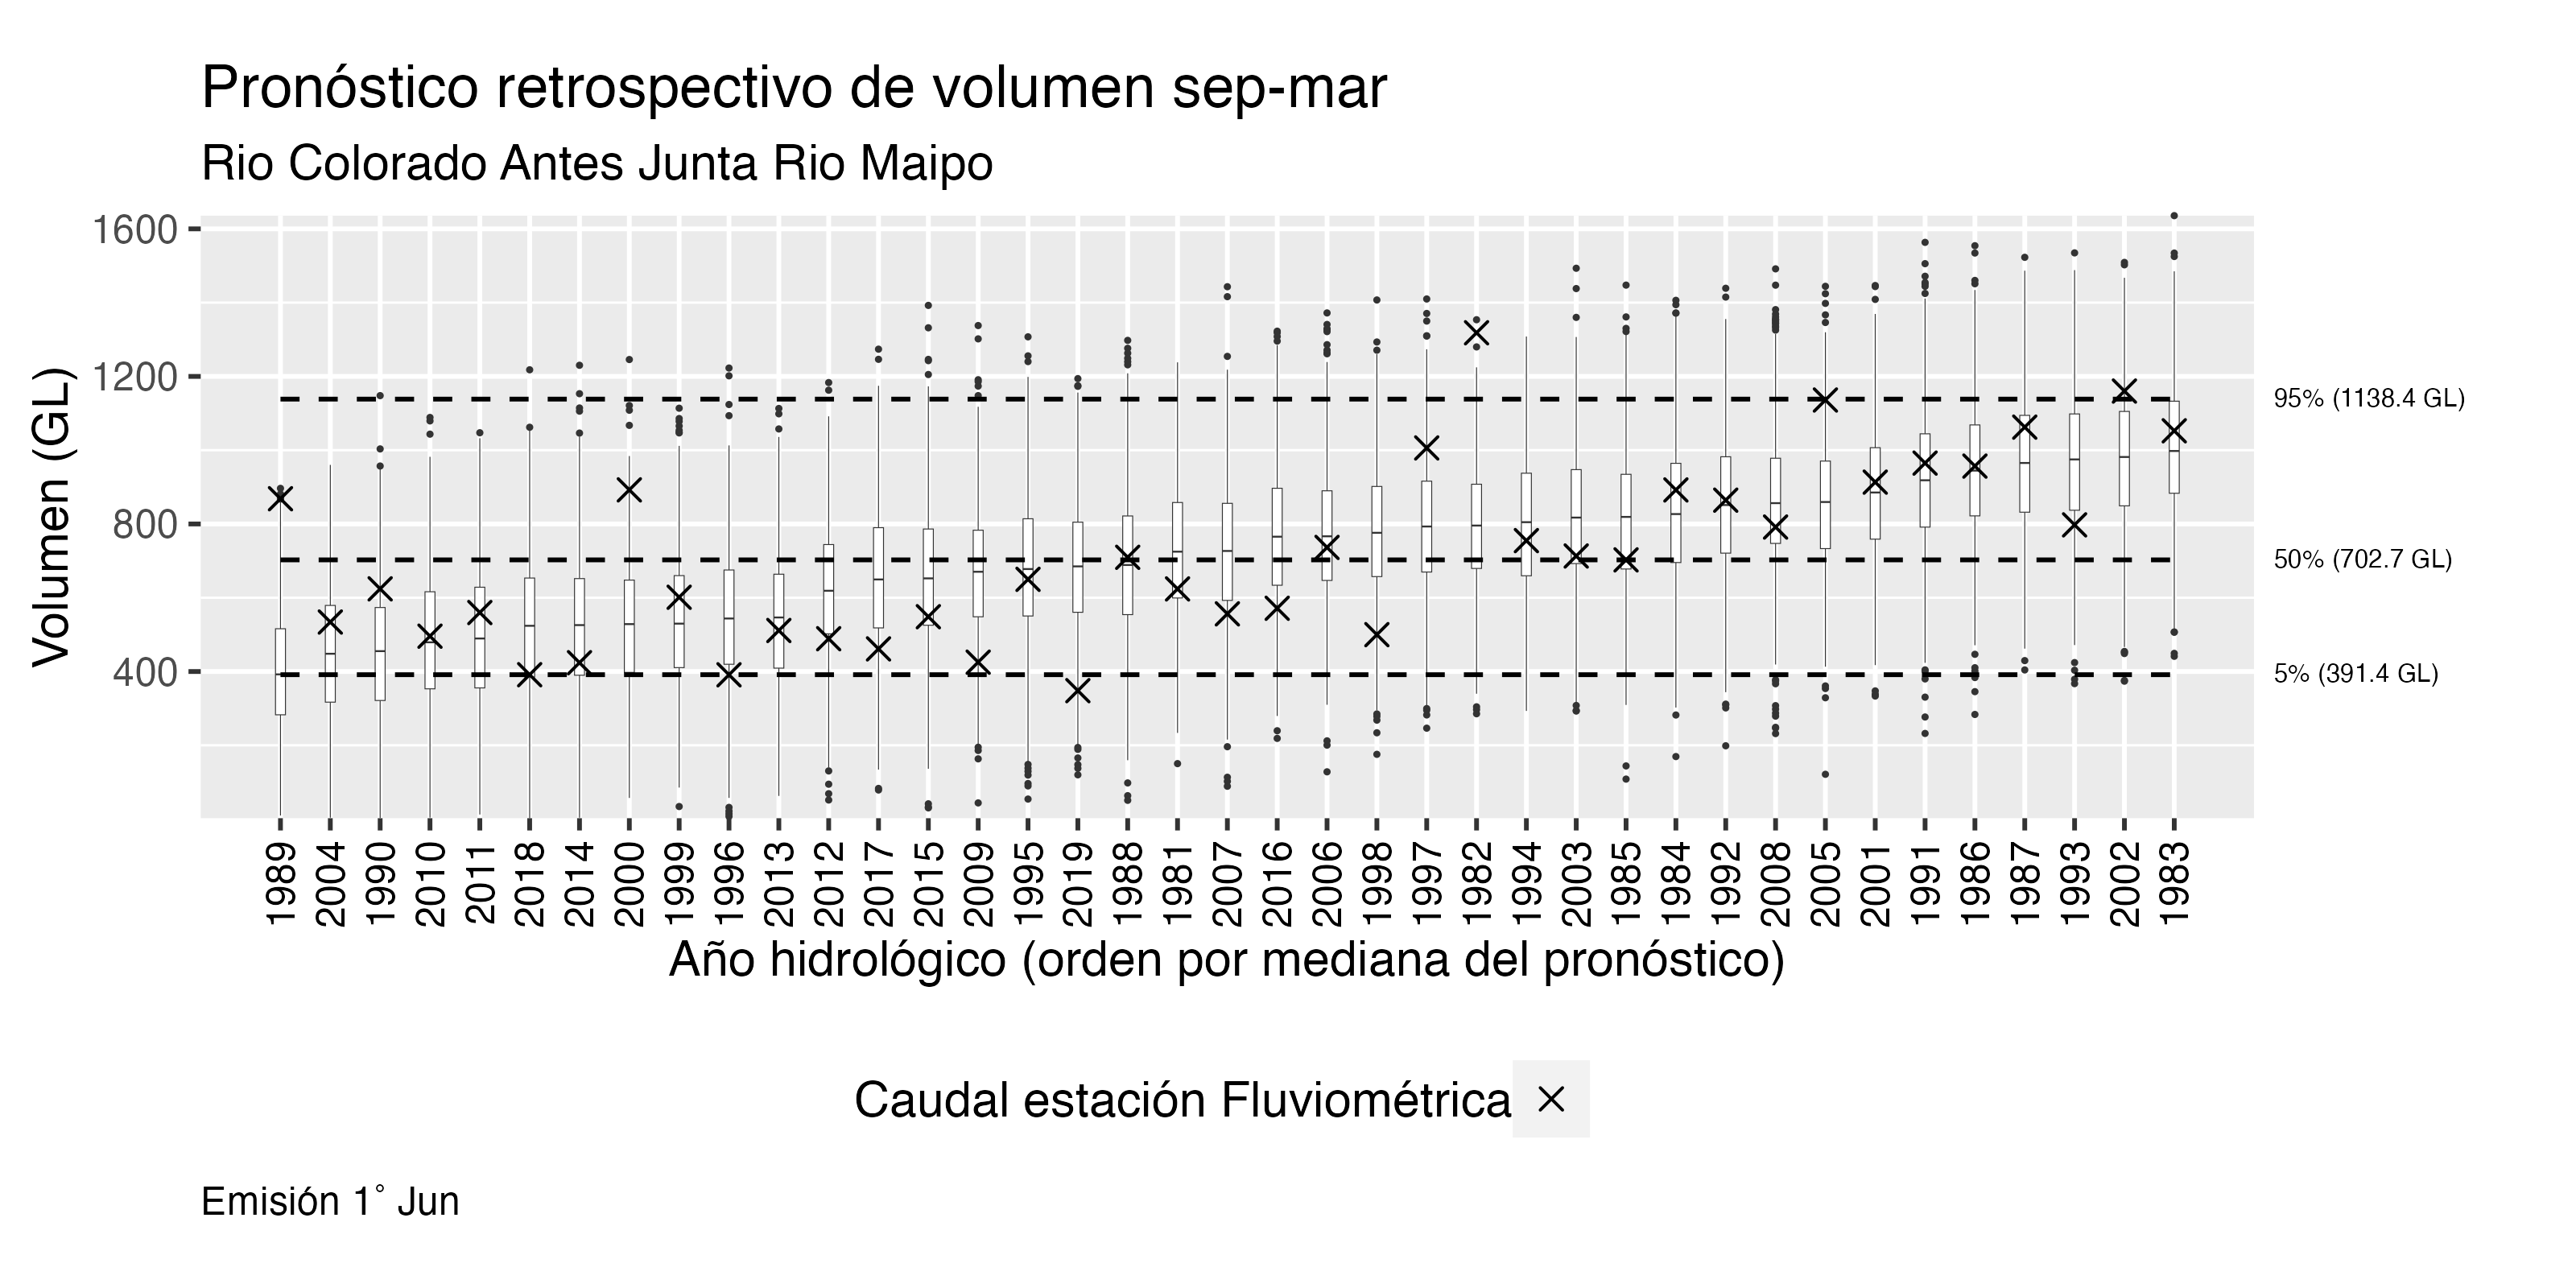 Pronóstico retrospectivo de volumen sep-mar
Rio Colorado Antes Junta Rio Maipo
Volumen (GL)
1600
1200
800
400
95% (1138.4 GL)
50% (702.7 GL)
5% (391.4 GL)
1989 2004 1990 2010 2011 2018 2014 2000 1999 1996 2013 2012 2017 2015 2009 1995 2019 1988 1981 2007 2016 2006 1998 1997 1982 1994 2003 1985 1984 1992 2008 2005 2001 1991 1986 1987 1993 2002 1983
Año hidrológico (orden por mediana del pronóstico)
Caudal estación Fluviométrica
Emisión 1° Jun